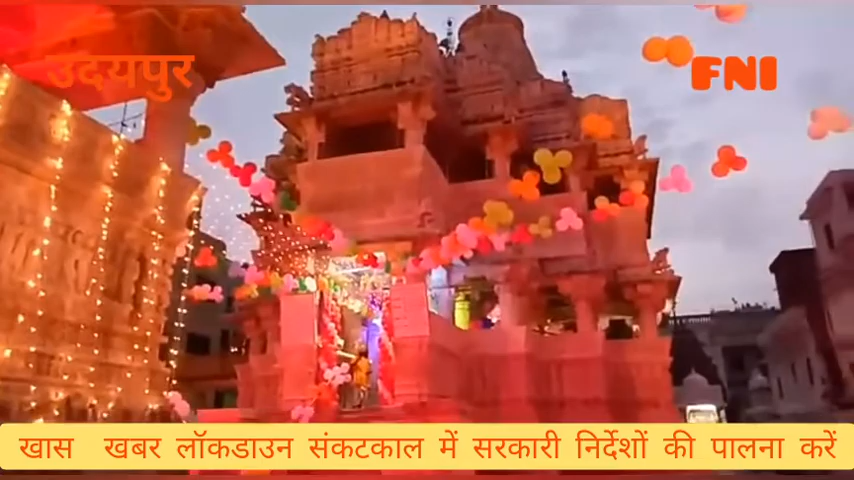 उदयपुर
FNI
खास खबर लॉकडाउन संकटकाल में सरकारी निर्देशों की पालना करें